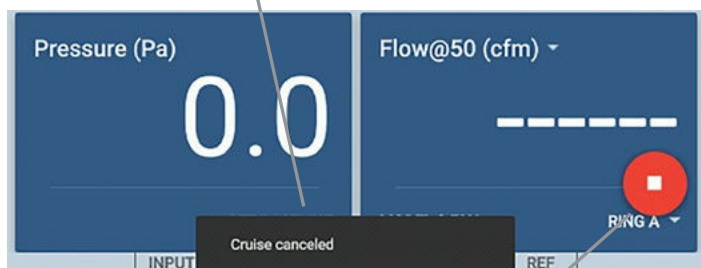 Pressure (Pa)
0.0
Flow@50 (cfm)
------
RING A
Cruise canceled
INPUT
REF